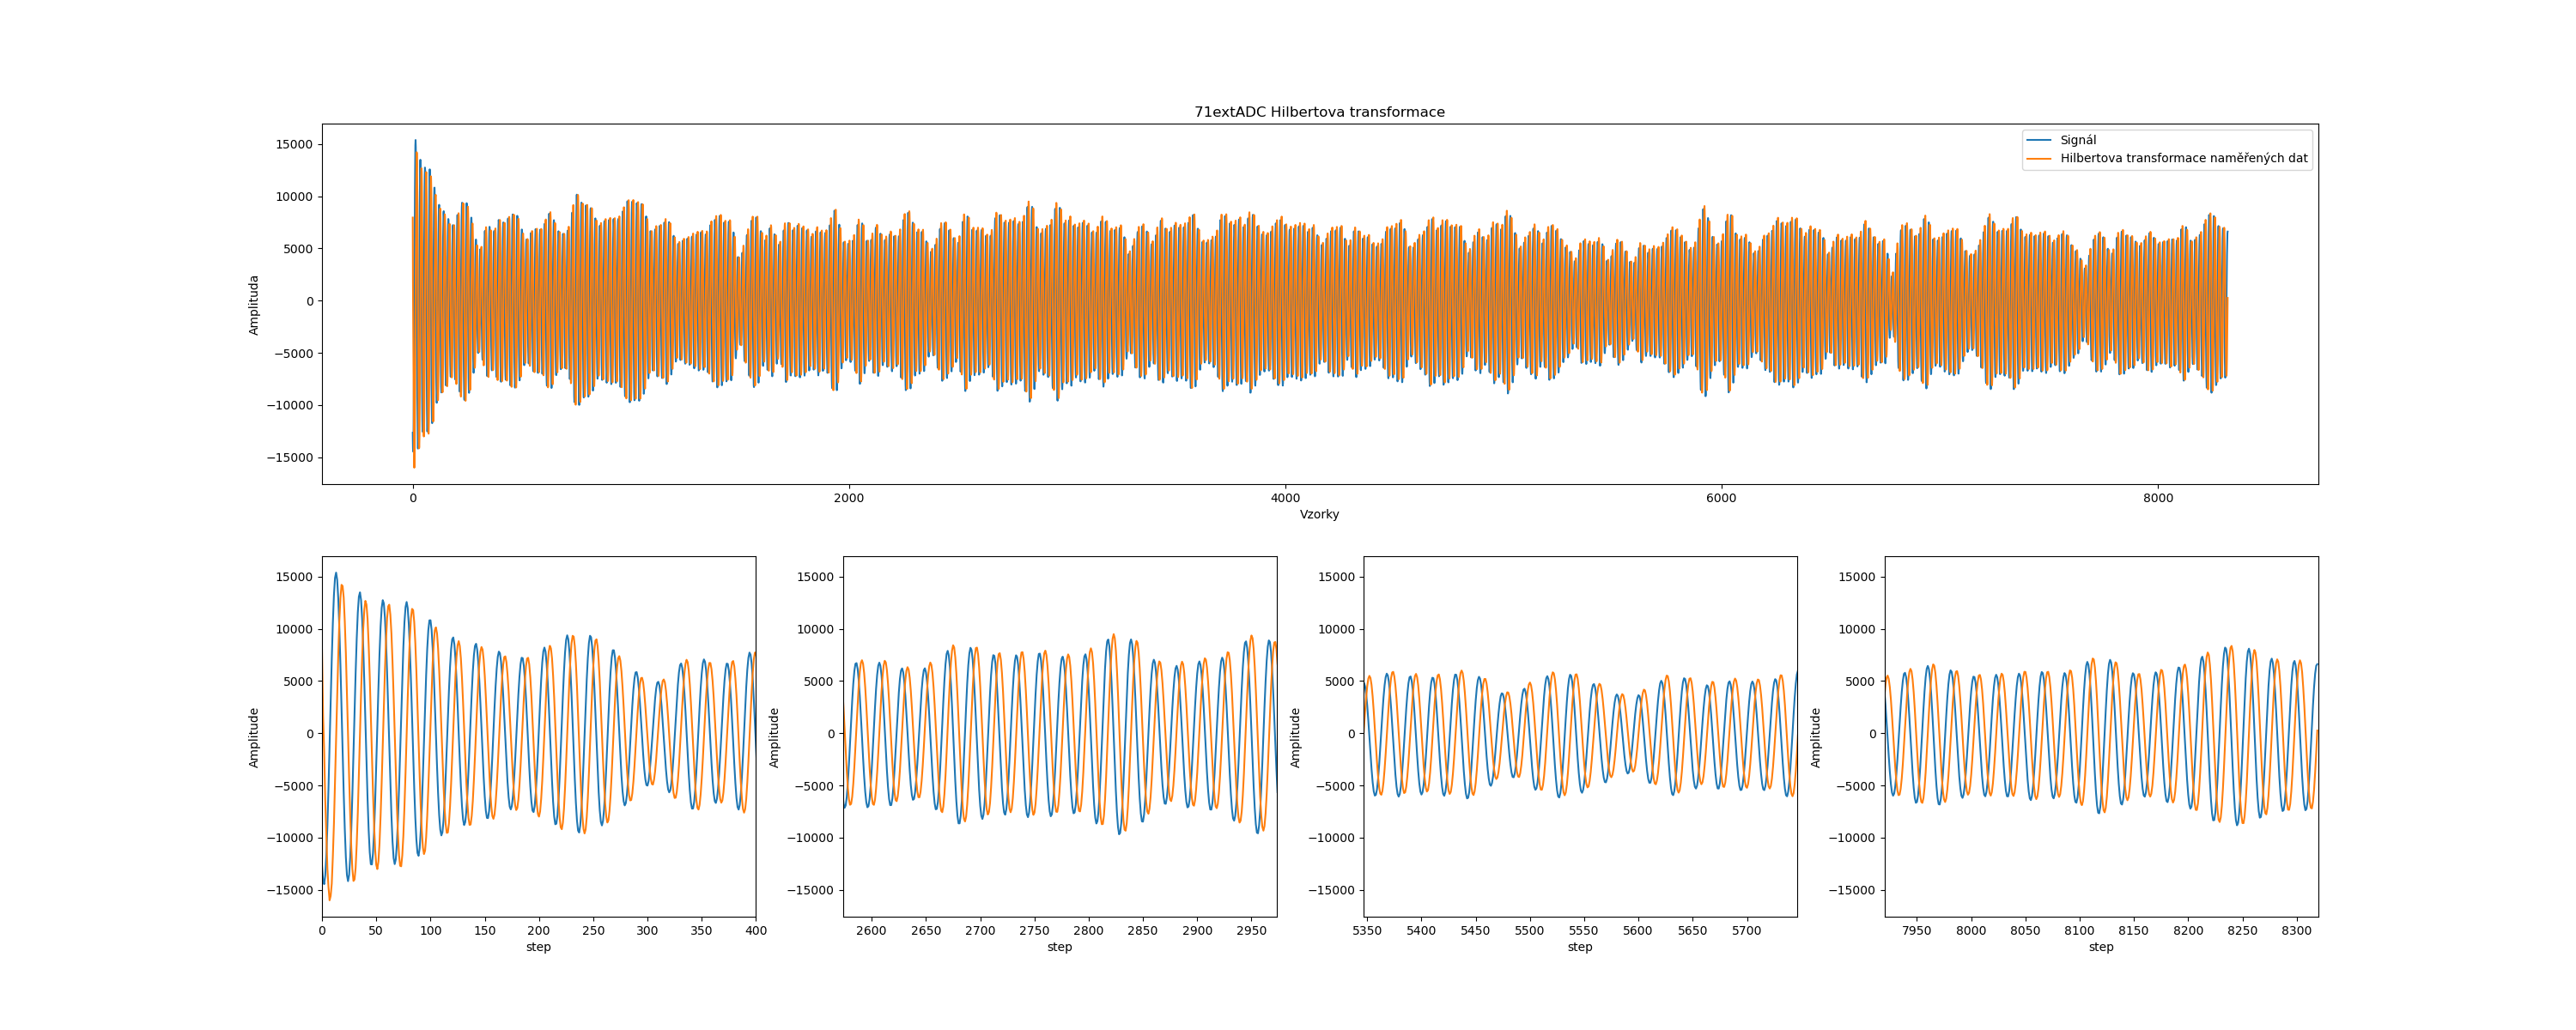 71extADC Hilbertova transformace
Signál
Hilbertova transformace naměřených dat
Amplituda
15000
10000
5000
0
−5000
−10000
−15000
0 2000 4000 6000 8000
Vzorky
Amplitude
15000
10000
5000
0
−5000
−10000
−15000
0 50 100 150 200 250 300 350 400
step
Amplitude
15000
10000
5000
0
−5000
−10000
−15000
2600 2650 2700 2750 2800 2850 2900 2950
step
Amplitude
15000
10000
5000
0
−5000
−10000
−15000
5350 5400 5450 5500 5550 5600 5650 5700
step
Amplitude
15000
10000
5000
0
−5000
−10000
−15000
7950 8000 8050 8100 8150 8200 8250 8300
step